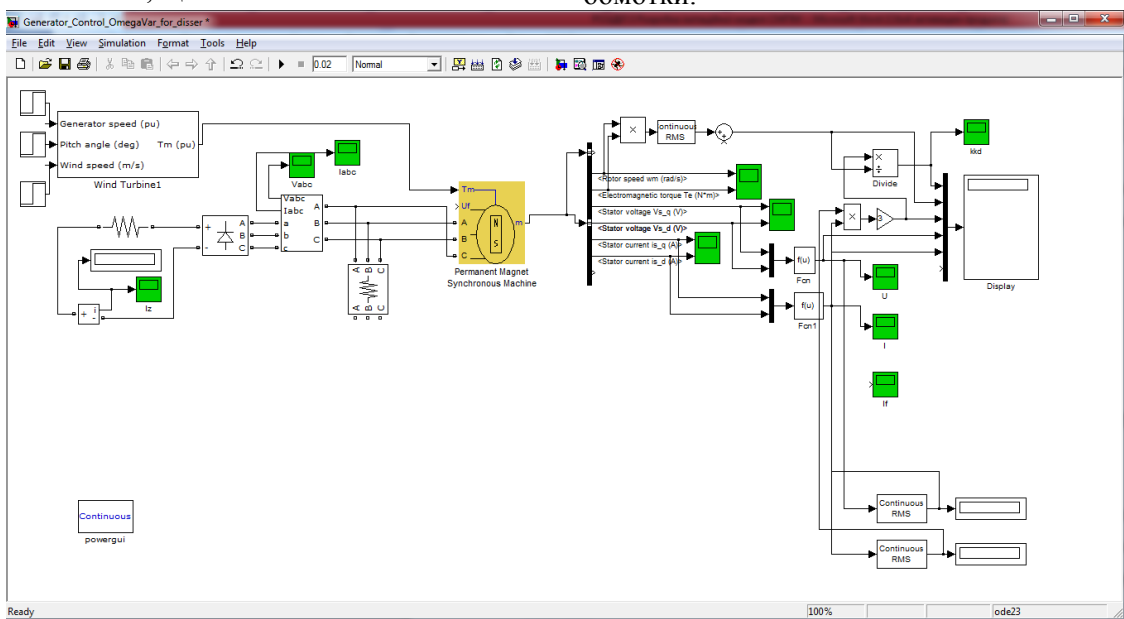 обмотки.
Generator_Control_OmegaVar_for_disser *
File Edit View Simulation Format Tools Help
0.02 Normal
Generator speed (pu)
Pitch angle (deg) Tm (pu)
Wind speed (m/s)
Wind Turbine1
Vabc
Iabc
Vabc
Iabc
a
b
c
A
B
C
+
-
A
B
C
Iz
+
i
-
A B C
A B C
Tm
Uf
A
B
C
m
N
S
Permanent Magnet
Synchronous Machine
×
ontinuous
RMS
<Rotor speed wm (rad/s)>
<Electromagnetic torque Te (N*m)>
<Stator voltage Vs_q (V)>
<Stator voltage Vs_d (V)>
<Stator current is_q (A)>
<Stator current is_d (A)>
f(u)
Fcn
f(u)
Fcn1
×
÷
Divide
×
3
kkd
Display
U
I
If
Continuous
RMS
Continuous
RMS
Continuous
powergui
Ready 100% ode23